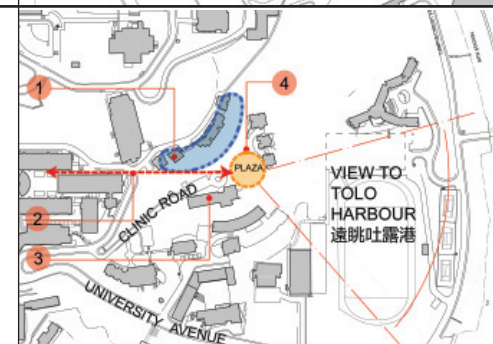 1
4
PLAZA
VIEW TO
TOLO
HARBOUR
遠眺吐露港
CLINIC ROAD
2
3
UNIVERSITY AVENUE